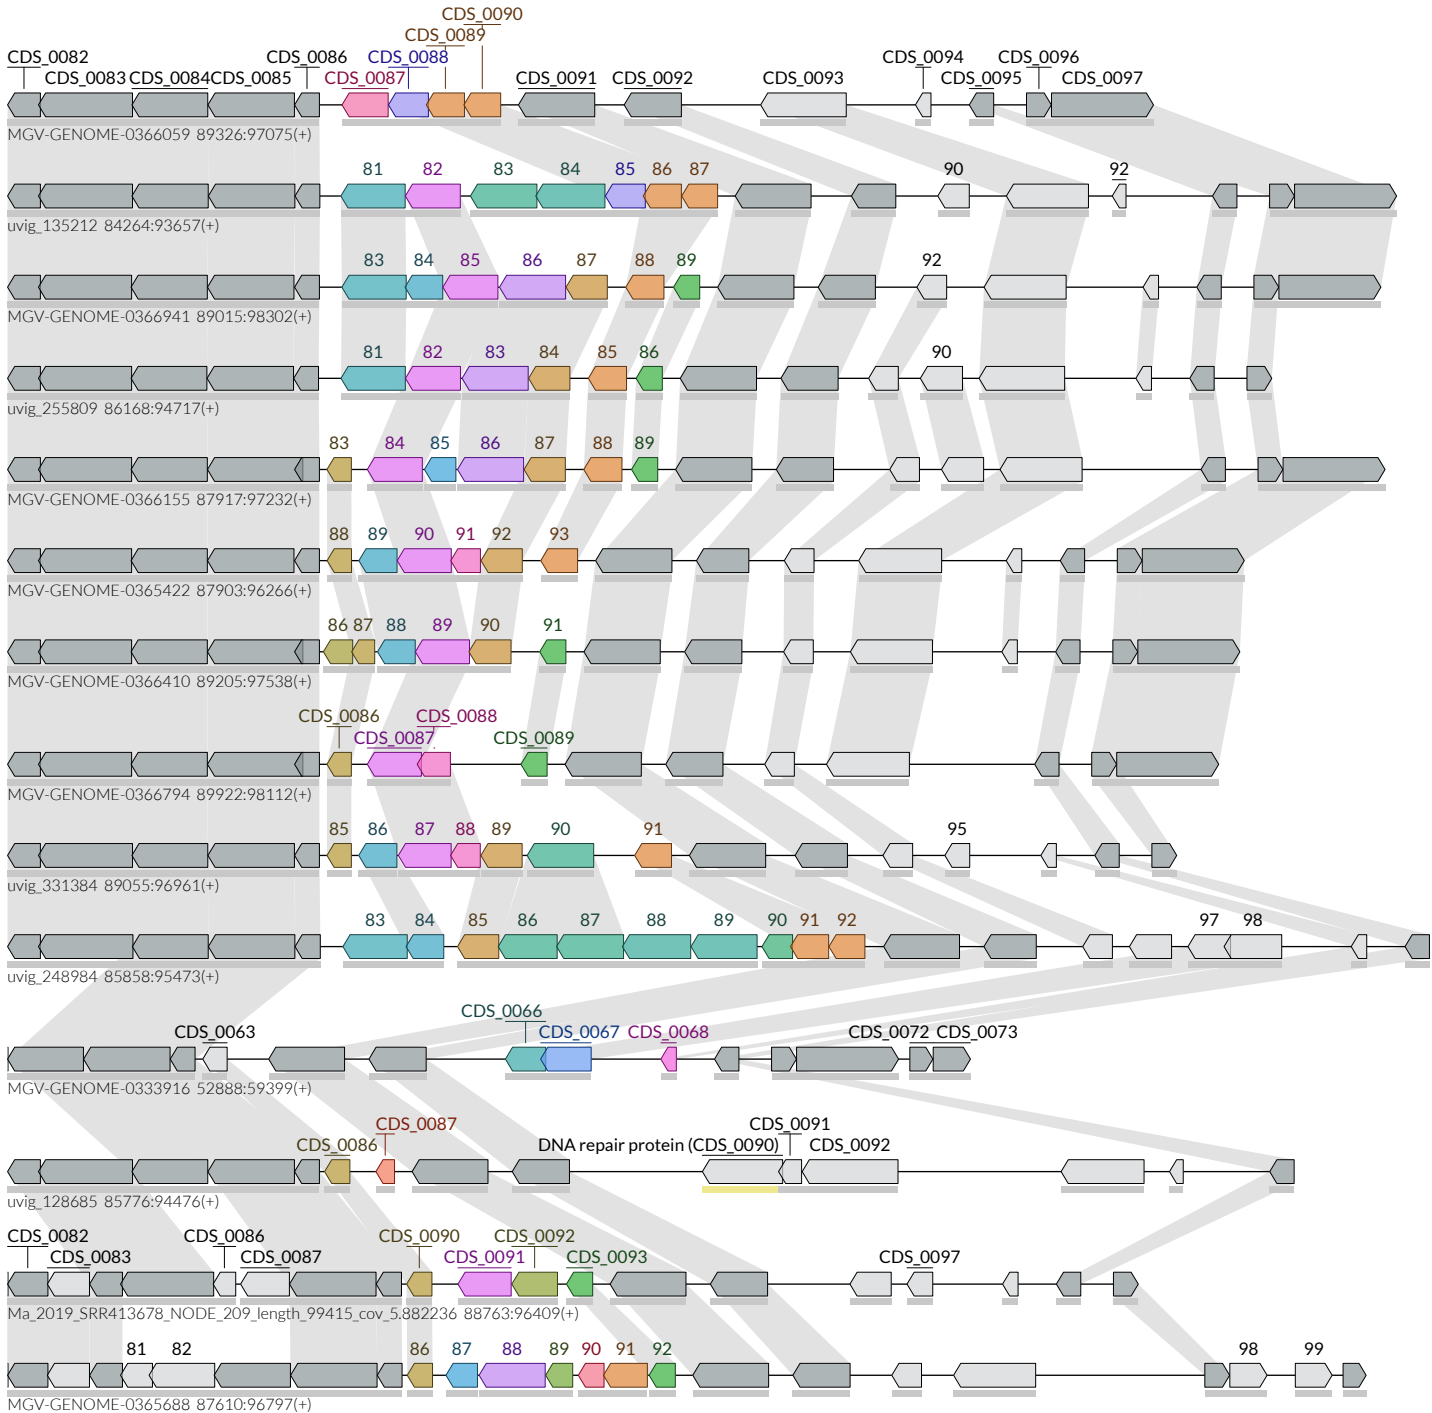 CDS_0090
CDS_0089
CDS_0082 CDS_0086 CDS_0088 CDS_0094 CDS_0096
CDS_0083 CDS_0084 CDS_0085 CDS_0087 CDS_0091 CDS_0092 CDS_0093 CDS_0095 CDS_0097
MGV-GENOME-0366059 89326:97075(+)
81 82 83 84 85 86 87 90 92
uvig_135212 84264:93657(+)
83 84 85 86 87 88 89 92
MGV-GENOME-0366941 89015:98302(+)
81 82 83 84 85 86 90
uvig_255809 86168:94717(+)
83 84 85 86 87 88 89
MGV-GENOME-0366155 87917:97232(+)
88 89 90 91 92 93
MGV-GENOME-0365422 87903:96266(+)
86 87 88 89 90 91
MGV-GENOME-0366410 89205:97538(+)
CDS_0086 CDS_0088
CDS_0087 CDS_0089
MGV-GENOME-0366794 89922:98112(+)
85 86 87 88 89 90 91 95
uvig_331384 89055:96961(+)
83 84 85 86 87 88 89 90 91 92 97 98
uvig_248984 85858:95473(+)
CDS_0066
CDS_0063 CDS_0067 CDS_0068 CDS_0072 CDS_0073
MGV-GENOME-0333916 52888:59399(+)
CDS_0087 CDS_0091
CDS_0086 DNA repair protein (CDS_0090) CDS_0092
uvig_128685 85776:94476(+)
CDS_0082 CDS_0086 CDS_0090 CDS_0092
CDS_0083 CDS_0087 CDS_0091 CDS_0093 CDS_0097
Ma_2019_SRR413678_NODE_209_length_99415_cov_5.882236 88763:96409(+)
81 82 86 87 88 89 90 91 92 98 99
MGV-GENOME-0365688 87610:96797(+)